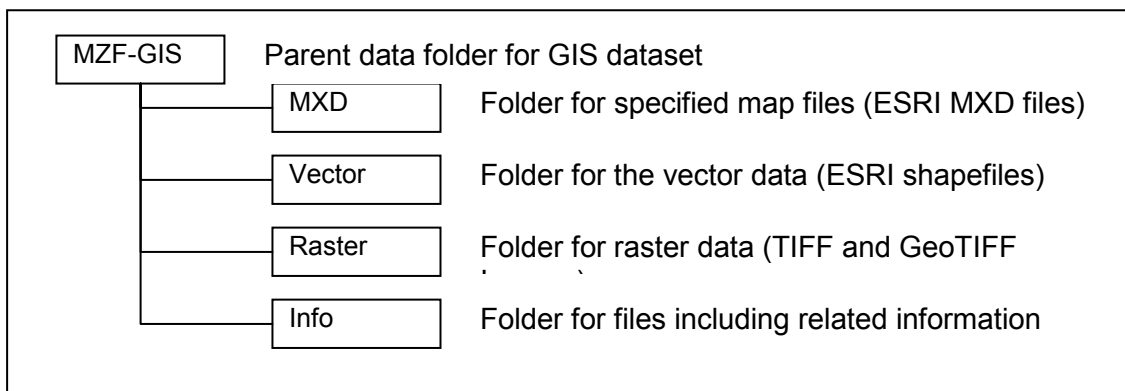 MZF-GIS Parent data folder for GIS dataset
MXD Folder for specified map files (ESRI MXD files)
Vector Folder for the vector data (ESRI shapefiles)
Raster Folder for raster data (TIFF and GeoTIFF
Info Folder for files including related information